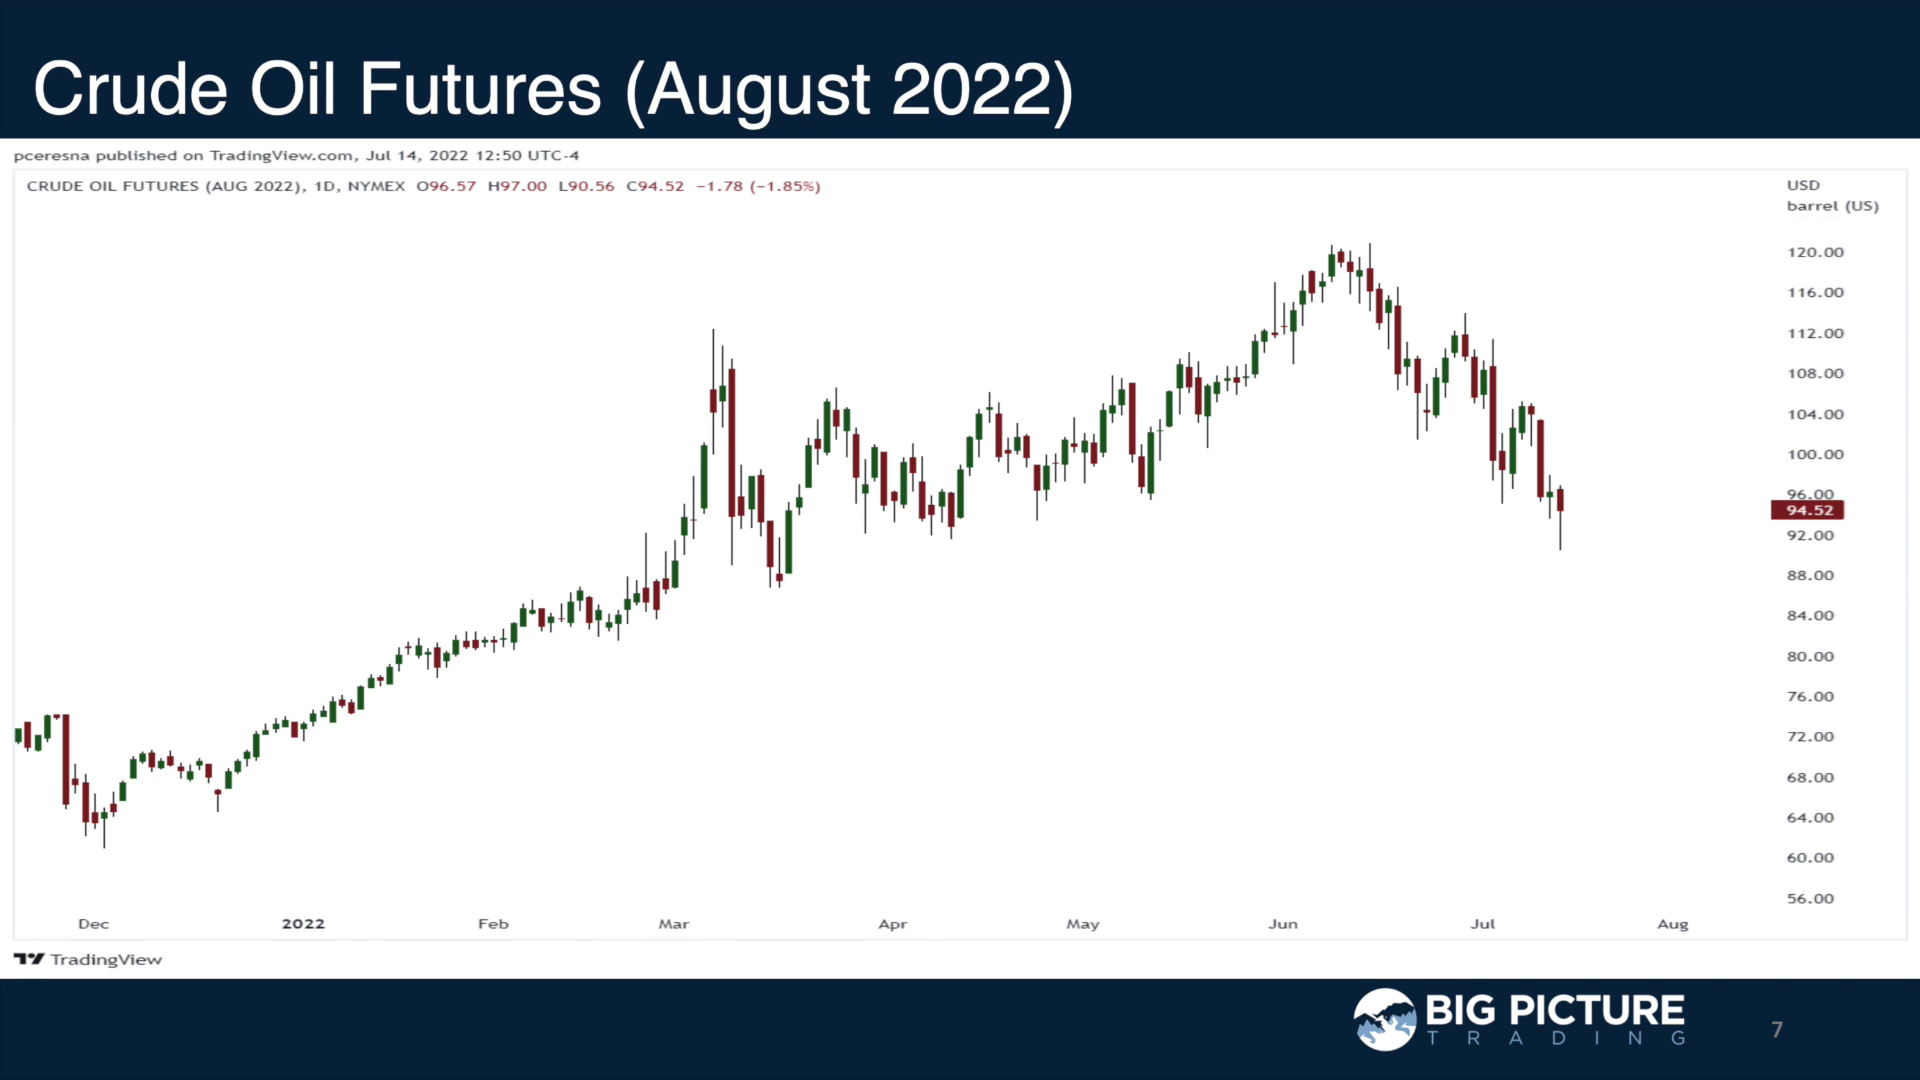 Crude Oil Futures (August 2022)
pceresna published on TradingView.com, Jul 14, 2022 12:50 UTC-4
CRUDE OIL FUTURES (AUG 2022), 1D, NYMEX O96.57 H97.00 L90.56 C94.52 −1.78 (−1.85%)
USD
barrel (US)
120.00
116.00
112.00
108.00
104.00
100.00
96.00
94.52
92.00
88.00
84.00
80.00
76.00
72.00
68.00
64.00
60.00
56.00
Dec 2022 Feb Mar Apr May Jun Jul Aug
TradingView
BIG PICTURE
TRADING
7